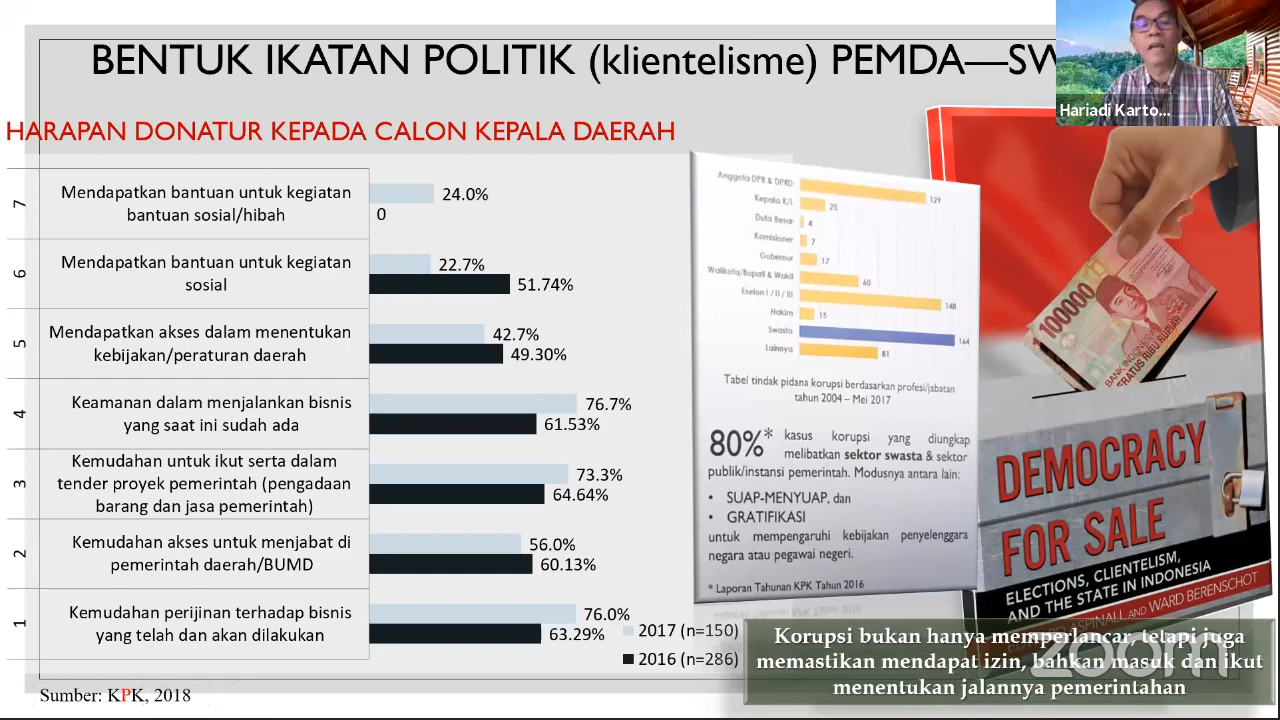 BENTUK IKATAN POLITIK (klientelisme) PEMDA—SW
Hariadi Karto...
HARAPAN DONATUR KEPADA CALON KEPALA DAERAH
7
Mendapatkan bantuan untuk kegiatan
bantuan sosial/hibah
24.0%
0
6
Mendapatkan bantuan untuk kegiatan
sosial
22.7%
51.74%
5
Mendapatkan akses dalam menentukan
kebijakan/peraturan daerah
42.7%
49.30%
4
Keamanan dalam menjalankan bisnis
yang saat ini sudah ada
76.7%
61.53%
3
Kemudahan untuk ikut serta dalam
tender proyek pemerintah (pengadaan
barang dan jasa pemerintah)
73.3%
64.64%
2
Kemudahan akses untuk menjabat di
pemerintah daerah/BUMD
56.0%
60.13%
1
Kemudahan perijinan terhadap bisnis
yang telah dan akan dilakukan
76.0%
63.29%
2017 (n=150)
2016 (n=286)
Sumber: KPK, 2018
Anggota DPR & DPRD 129
Kepala K/L 25
Duta Besar 4
Komisioner 7
Gubernur 17
Walikota/Bupati & Wakil 60
Eselon I / II / III 148
Hakim 15
Swasta 164
Lainnya 81
Tabel tindak pidana korupsi berdasarkan profesi/jabatan
tahun 2004 – Mei 2017
80%* kasus korupsi yang diungkap
melibatkan sektor swasta & sektor
publik/instansi pemerintah. Modusnya antara lain:
• SUAP-MENYUAP, dan
• GRATIFIKASI
untuk mempengaruhi kebijakan penyelenggara
negara atau pegawai negeri.
* Laporan Tahunan KPK Tahun 2016
100000
BANK INDONESIA
RATUS RIBU RUPIAH
DEMOCRACY
FOR SALE
ELECTIONS, CLIENTELISM,
AND THE STATE IN INDONESIA
ASPINALL AND WARD BERENSCHOT
Korupsi bukan hanya memperlancar, tetapi juga
memastikan mendapat izin, bahkan masuk dan ikut
menentukan jalannya pemerintahan
zoom